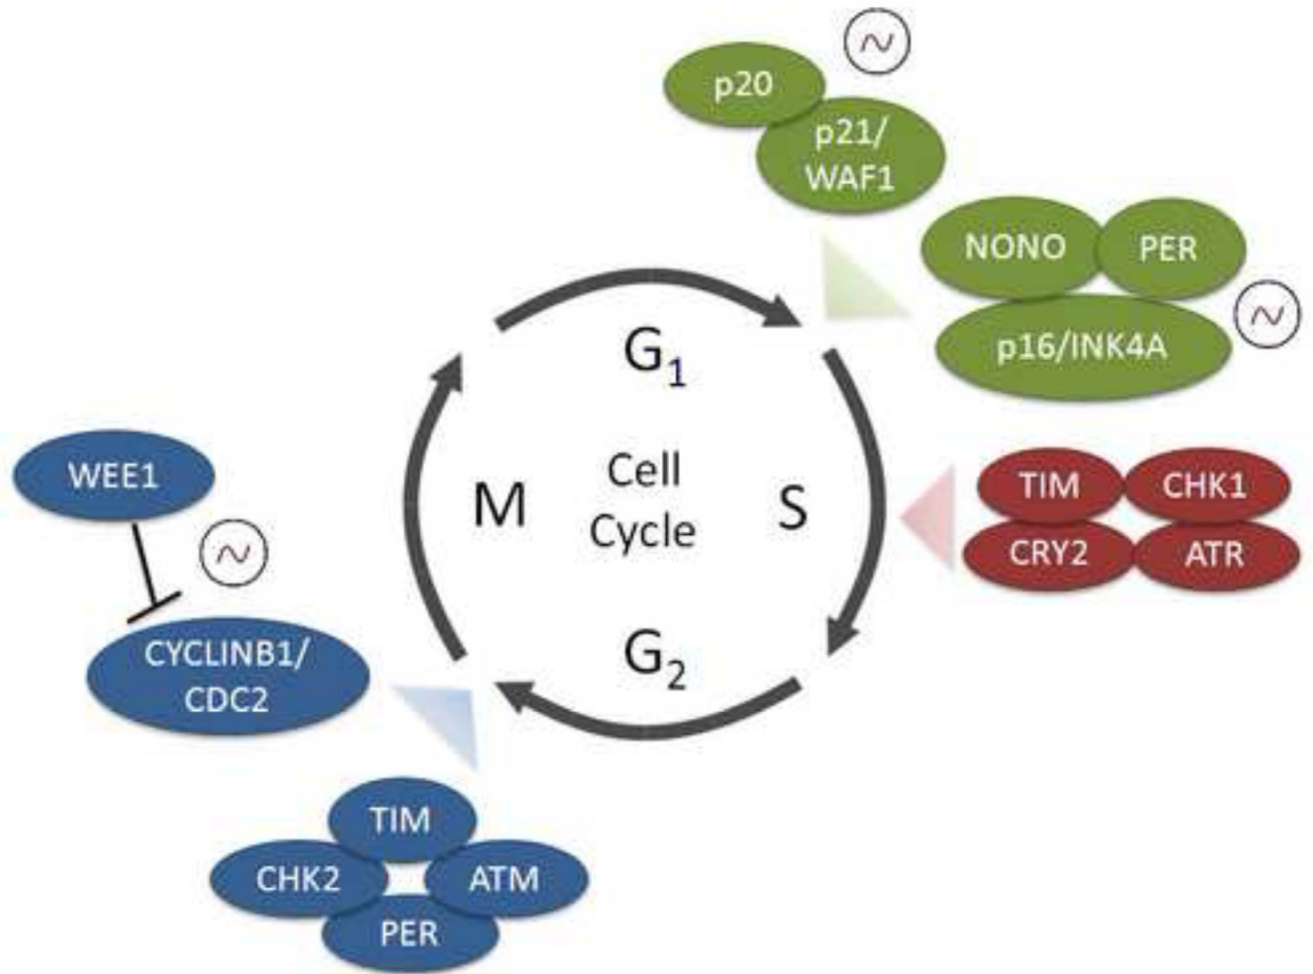 p20
p21/
WAF1
NONO
PER
p16/INK4A
G1
Cell
Cycle
M
S
G2
TIM
CHK1
CRY2
ATR
WEE1
CYCLINB1/
CDC2
TIM
CHK2
ATM
PER